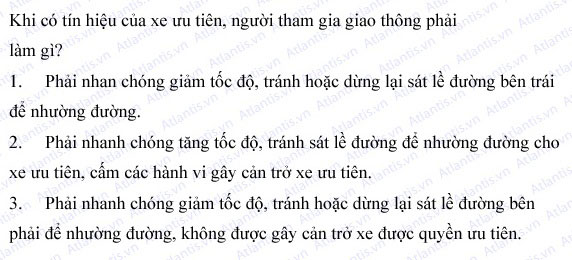 Khi có tín hiệu của xe ưu tiên, người tham gia giao thông phải
làm gì?
1. Phải nhan chóng giảm tốc độ, tránh hoặc dừng lại sát lề đường bên trái
để nhường đường.
2. Phải nhanh chóng tăng tốc độ, tránh sát lề đường để nhường đường cho
xe ưu tiên, cấm các hành vi gây cản trở xe ưu tiên.
3. Phải nhanh chóng giảm tốc độ, tránh hoặc dừng lại sát lề đường bên
phải để nhường đường, không được gây cản trở xe được quyền ưu tiên.